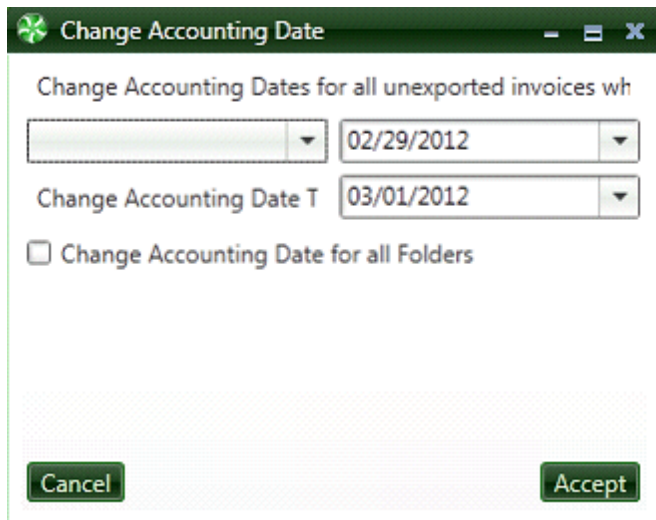 Change Accounting Date
Change Accounting Dates for all unexported invoices wh
02/29/2012
Change Accounting Date T
03/01/2012
Change Accounting Date for all Folders
Cancel
Accept